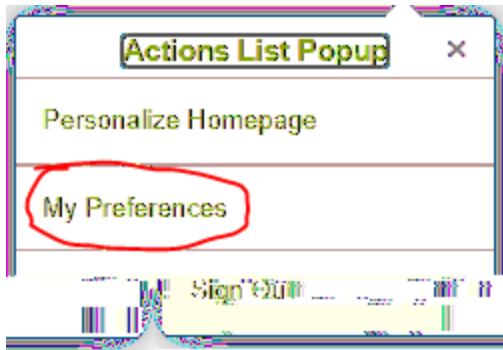 Actions List Popup ×
Personalize Homepage
My Preferences
Sign Out